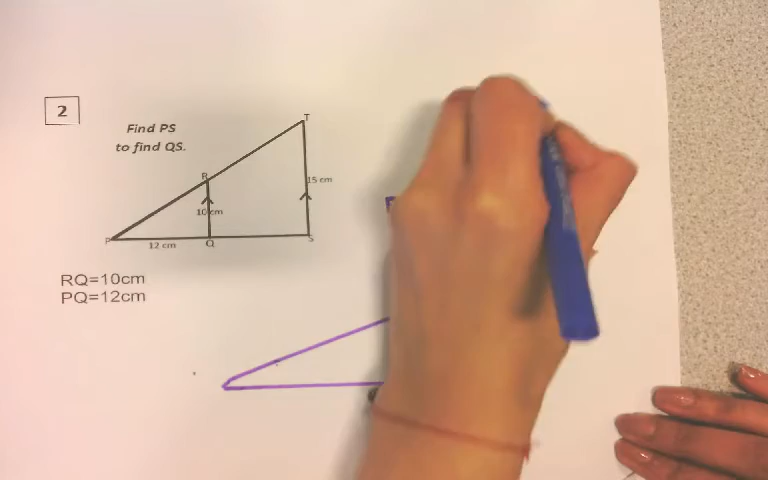 2
Find PS
to find QS.
T
R
15 cm
10 cm
P
12 cm
Q
S
RQ=10cm
PQ=12cm